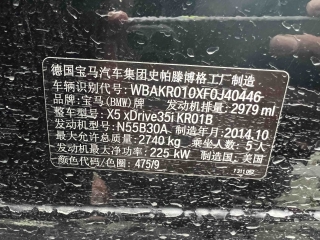 德国宝马汽车集团史帕滕博格工厂制造
车辆识别代号: WBAKR010XF0J40446
品牌: 宝马(BMW)牌 发动机排量: 2979 ml
整车型号: X5 xDrive35i KR01B
发动机型号: N55B30A 制造年月: 2014.10
最大允许总质量: 2740 kg 乘坐人数: 5人
发动机最大净功率: 225 kW 制造国: 美国
颜色代码/色圈: 475/9